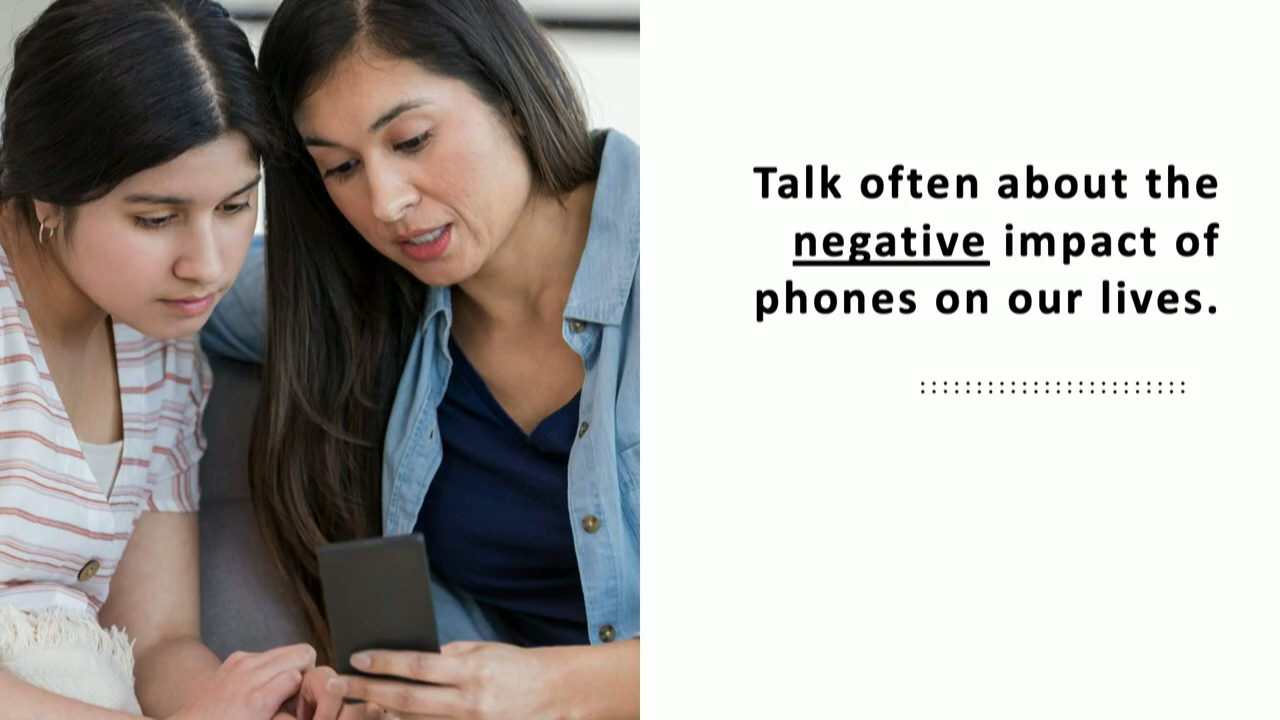 Talk often about the
negative impact of
phones on our lives.